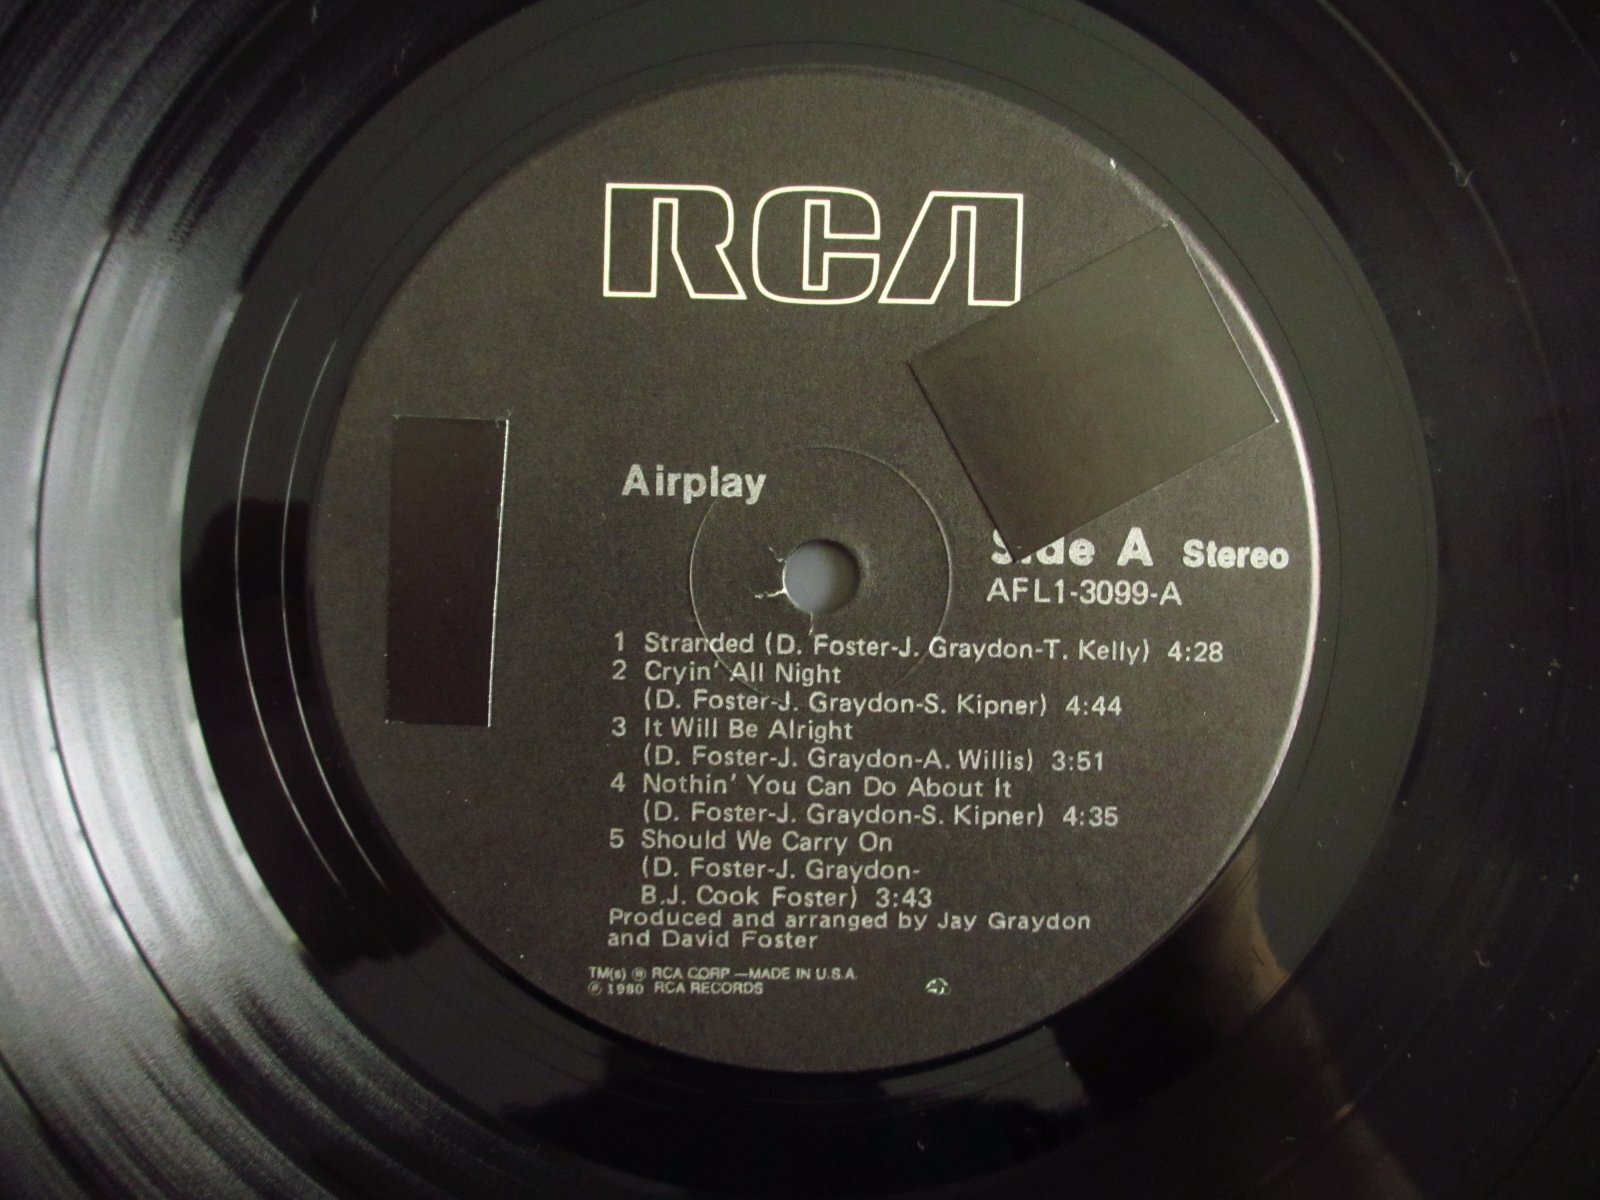 RCA
Airplay
Side A Stereo
AFL1-3099-A
1 Stranded (D. Foster-J. Graydon-T. Kelly) 4:28
2 Cryin' All Night
(D. Foster-J. Graydon-S. Kipner) 4:44
3 It Will Be Alright
(D. Foster-J. Graydon-A. Willis) 3:51
4 Nothin' You Can Do About It
(D. Foster-J. Graydon-S. Kipner) 4:35
5 Should We Carry On
(D. Foster-J. Graydon-
B.J. Cook Foster) 3:43
Produced and arranged by Jay Graydon
and David Foster
TM(s) ® RCA CORP —MADE IN U.S.A.
℗ 1980 RCA RECORDS